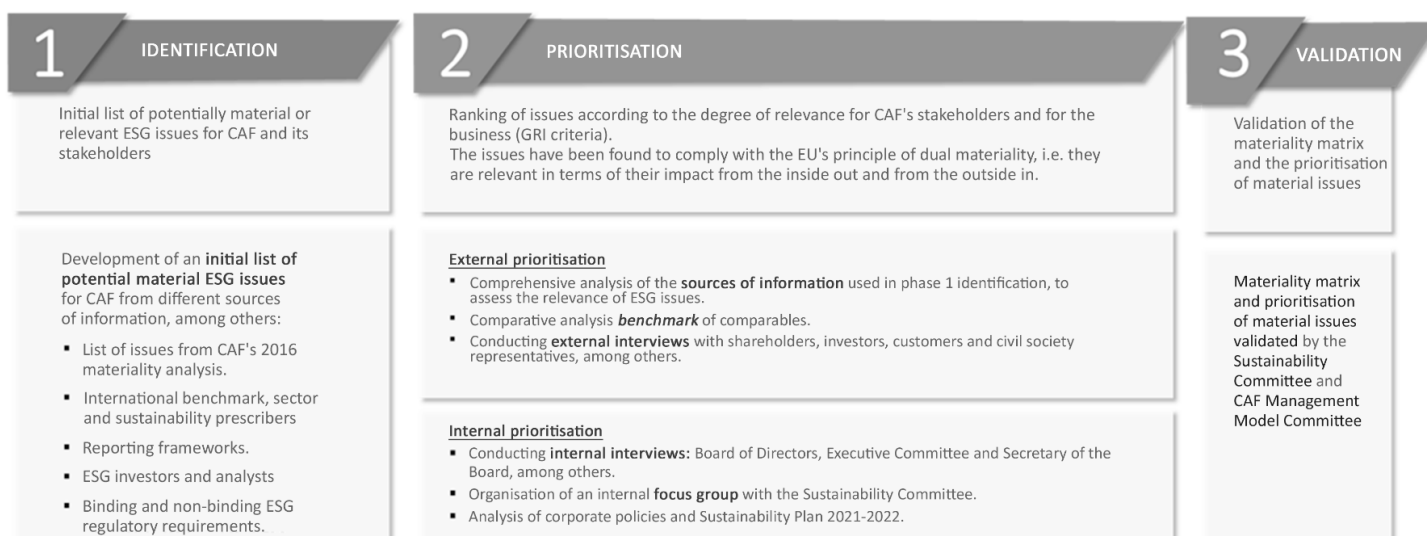 1 IDENTIFICATION
Initial list of potentially material or
relevant ESG issues for CAF and its
stakeholders
Development of an initial list of
potential material ESG issues
for CAF from different sources
of information, among others:
▪ List of issues from CAF's 2016
materiality analysis.
▪ International benchmark, sector
and sustainability prescribers
▪ Reporting frameworks.
▪ ESG investors and analysts
▪ Binding and non-binding ESG
regulatory requirements.
2 PRIORITISATION
Ranking of issues according to the degree of relevance for CAF's stakeholders and for the
business (GRI criteria).
The issues have been found to comply with the EU's principle of dual materiality, i.e. they
are relevant in terms of their impact from the inside out and from the outside in.
External prioritisation
▪ Comprehensive analysis of the sources of information used in phase 1 identification, to
assess the relevance of ESG issues.
▪ Comparative analysis benchmark of comparables.
▪ Conducting external interviews with shareholders, investors, customers and civil society
representatives, among others.
Internal prioritisation
▪ Conducting internal interviews: Board of Directors, Executive Committee and Secretary of the
Board, among others.
▪ Organisation of an internal focus group with the Sustainability Committee.
▪ Analysis of corporate policies and Sustainability Plan 2021-2022.
3 VALIDATION
Validation of the
materiality matrix
and the prioritisation
of material issues
Materiality matrix
and prioritisation
of material issues
validated by the
Sustainability
Committee and
CAF Management
Model Committee